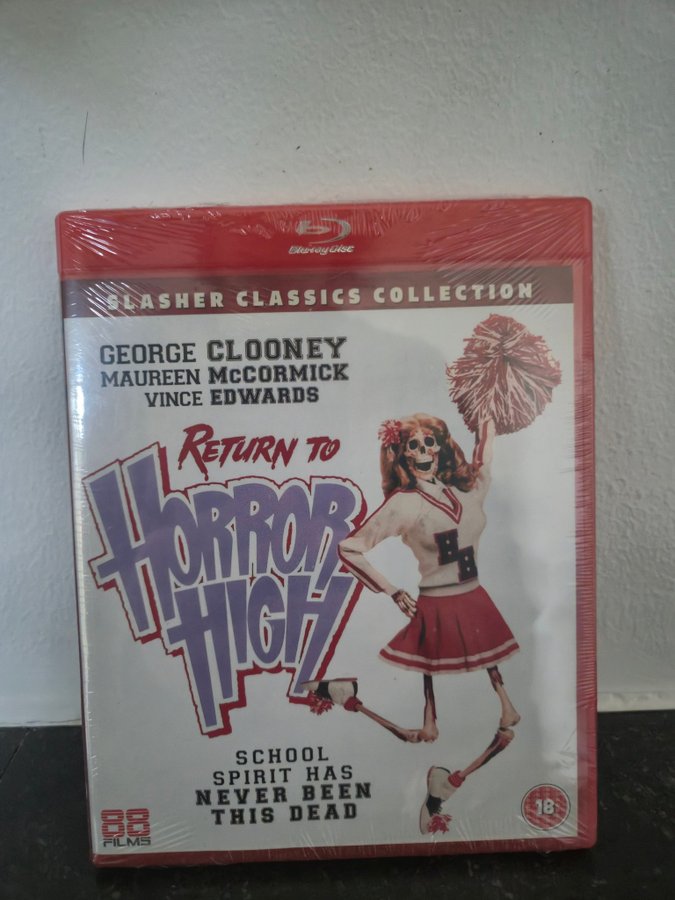 Blu-ray Disc
SLASHER CLASSICS COLLECTION
GEORGE CLOONEY
MAUREEN McCORMICK
VINCE EDWARDS
RETURN TO
HORROR
HIGH
HH
SCHOOL
SPIRIT HAS
NEVER BEEN
THIS DEAD
88
FILMS
18